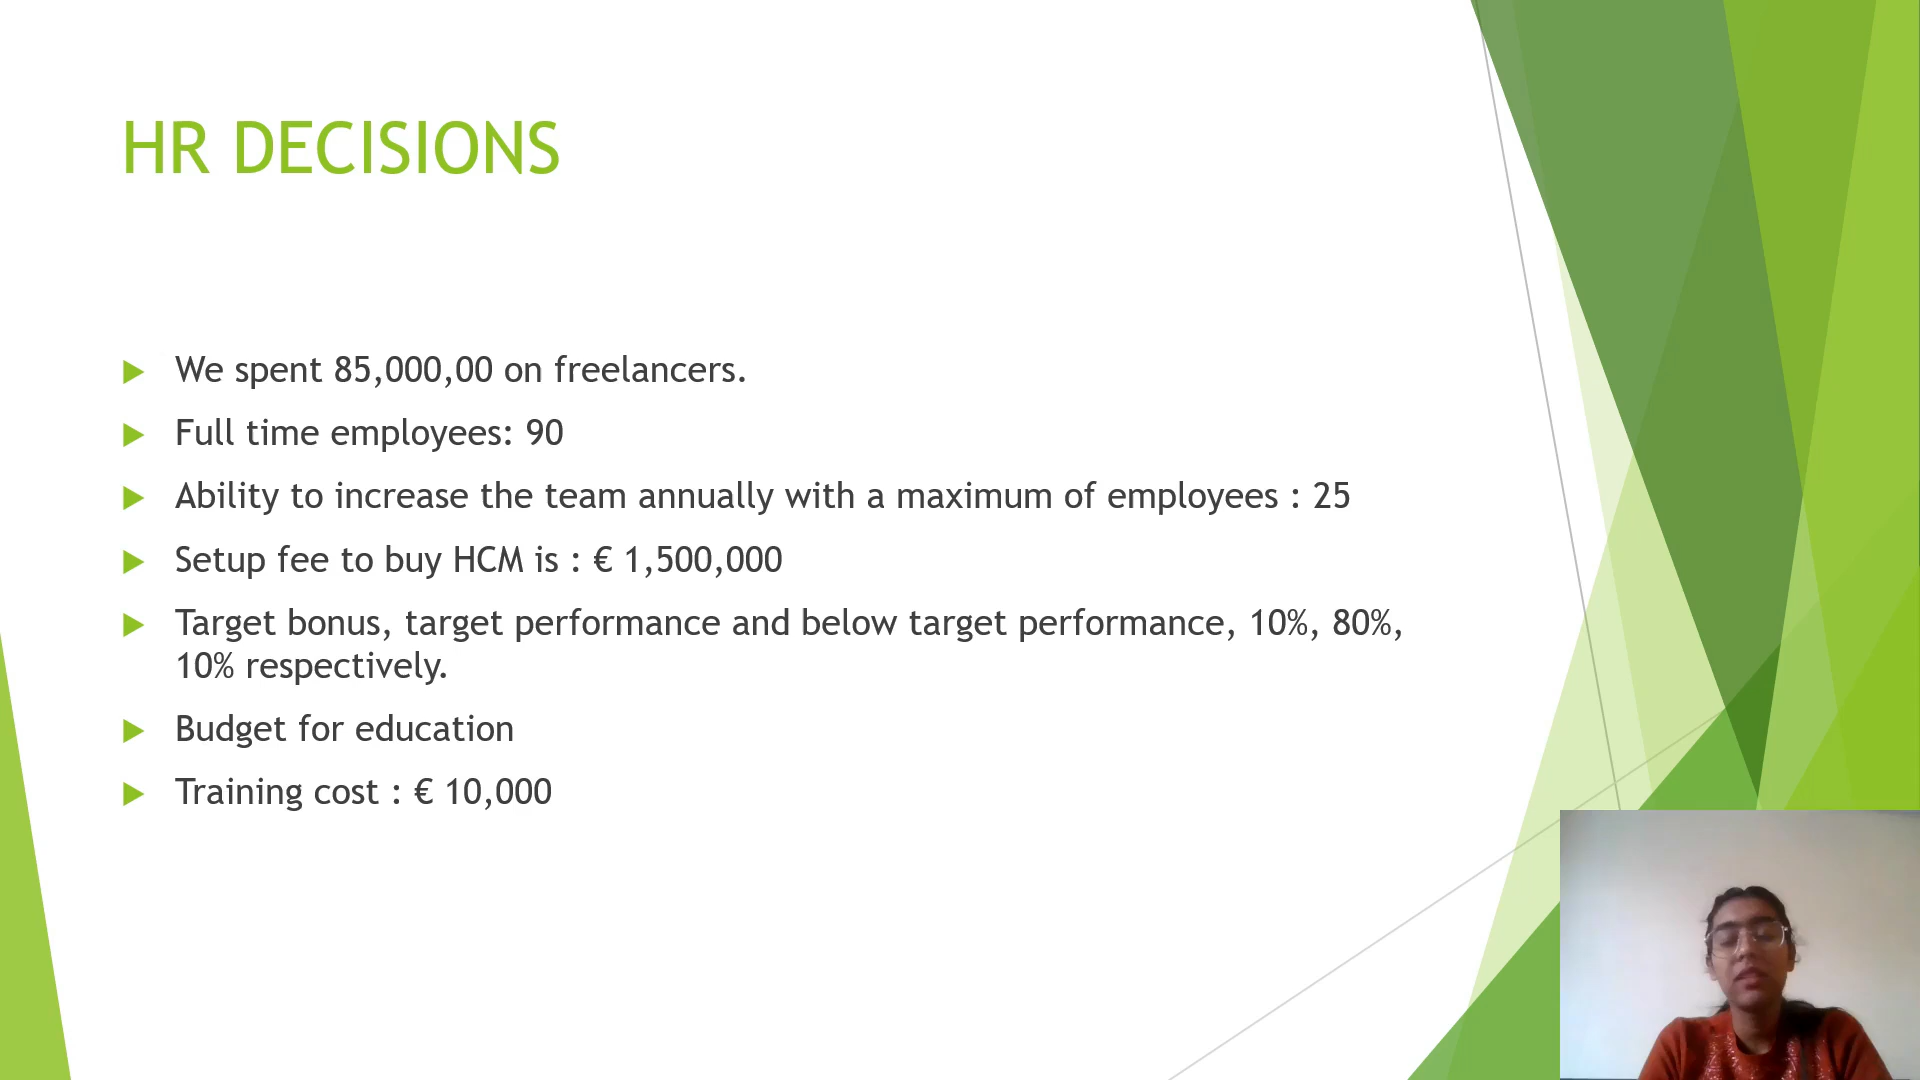 HR DECISIONS
We spent 85,000,00 on freelancers.
Full time employees: 90
Ability to increase the team annually with a maximum of employees : 25
Setup fee to buy HCM is : € 1,500,000
Target bonus, target performance and below target performance, 10%, 80%,
10% respectively.
Budget for education
Training cost : € 10,000